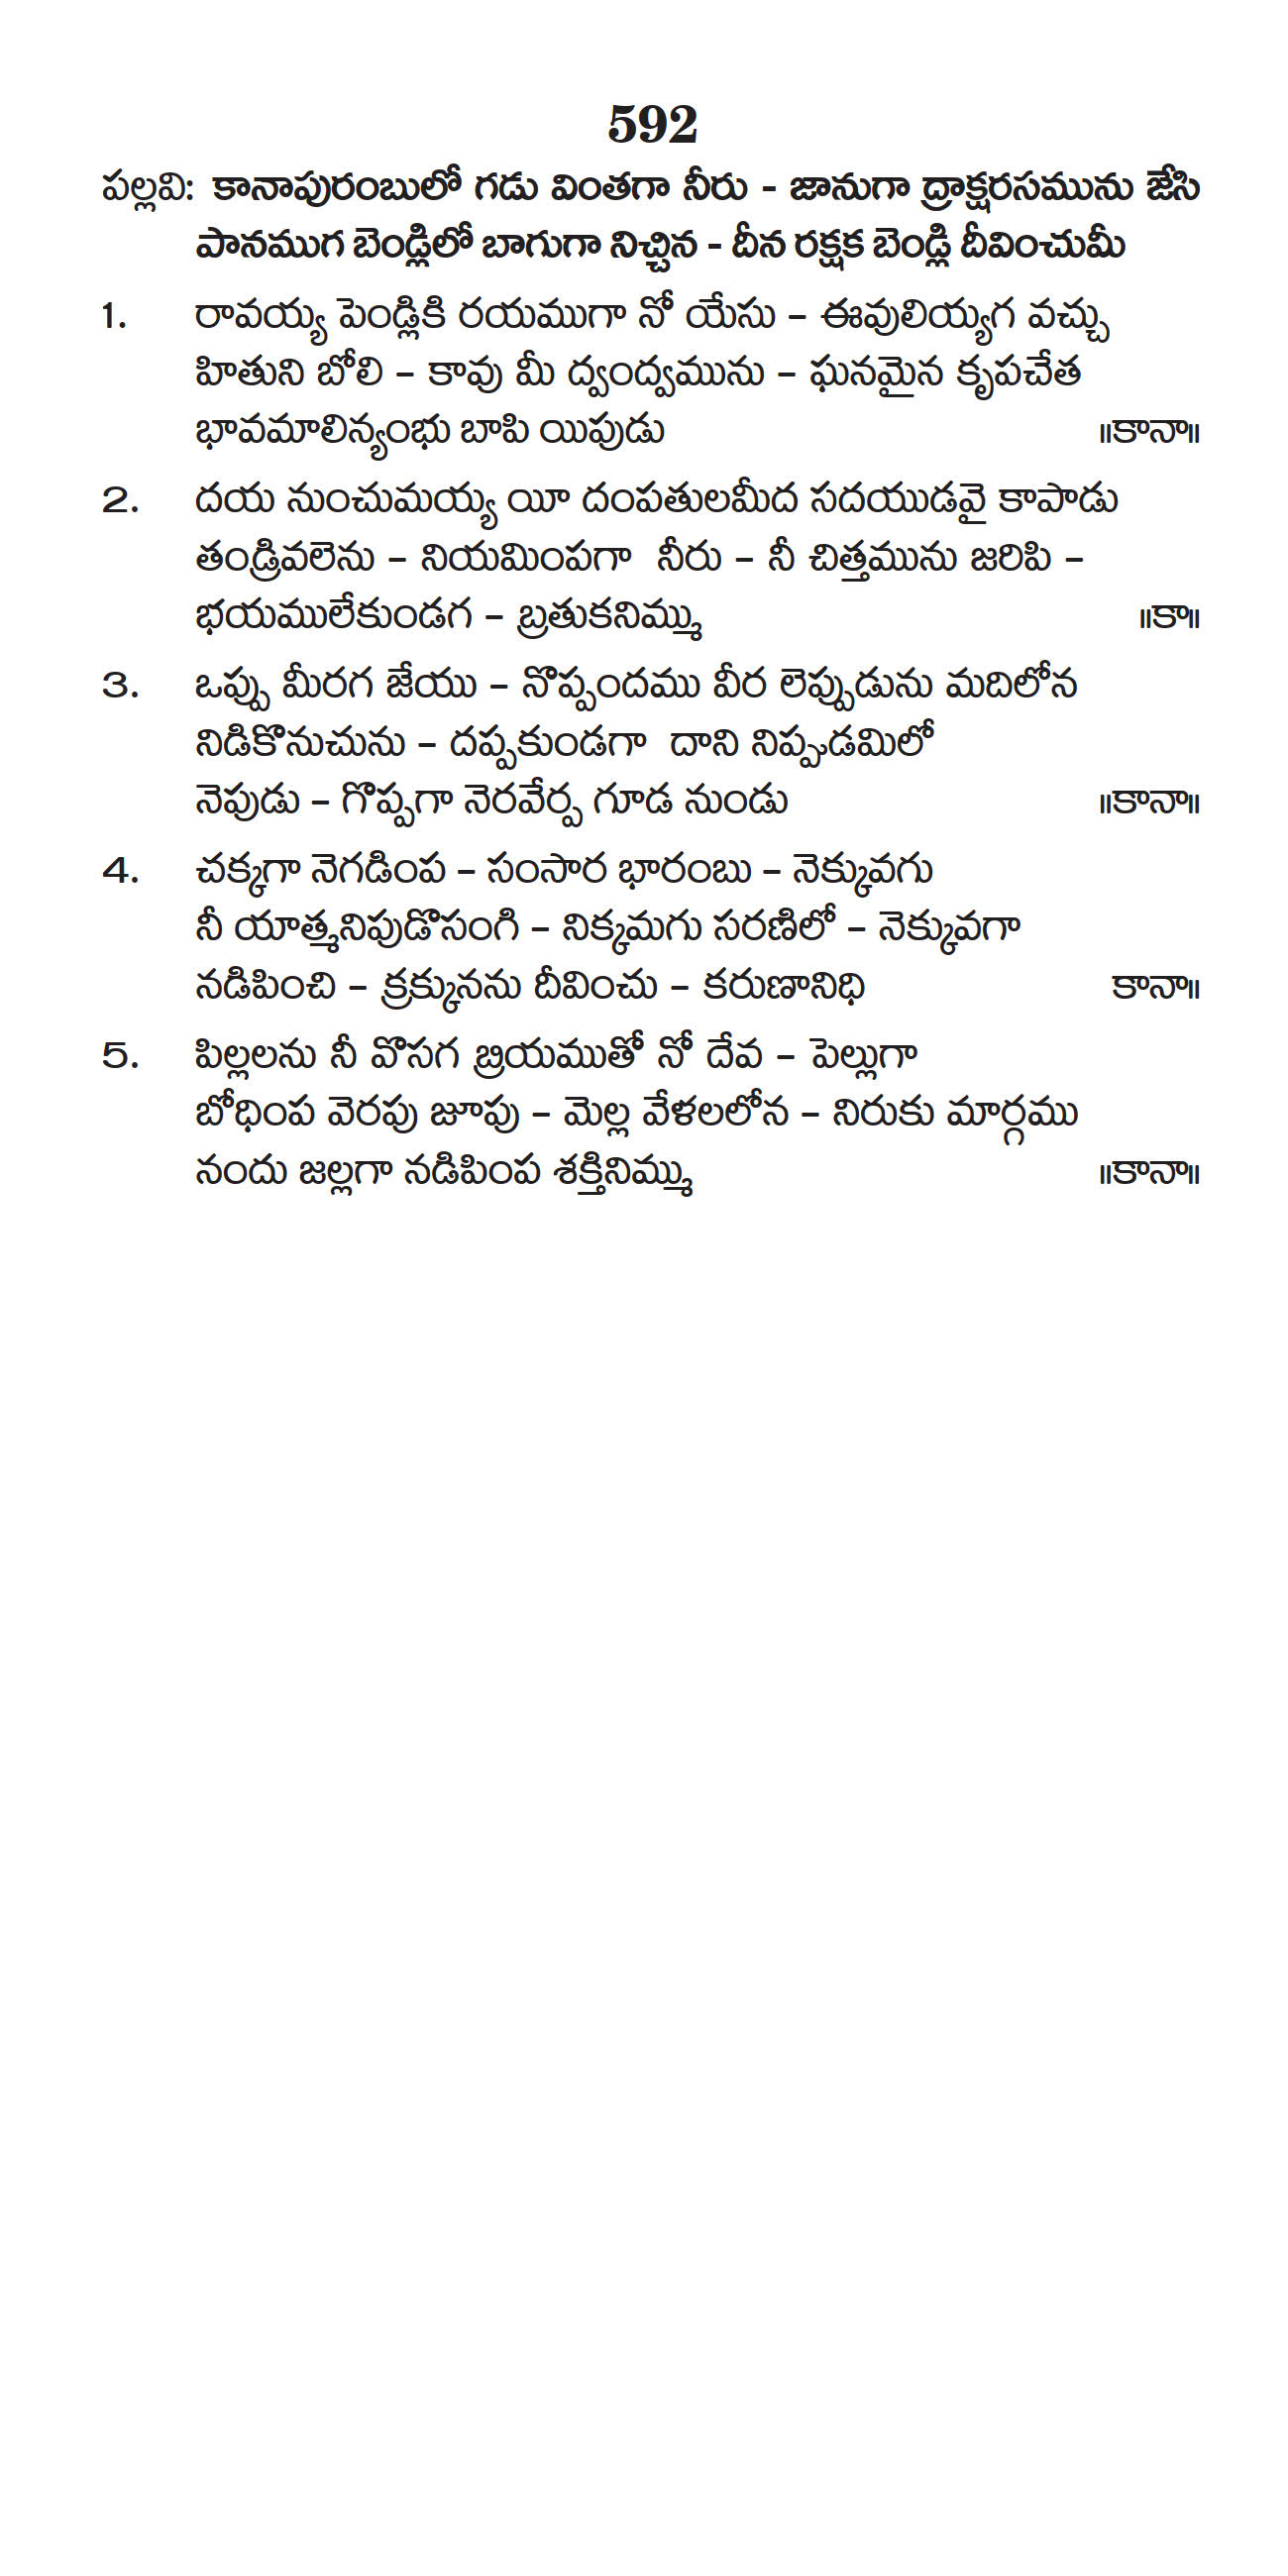 592
పల్లవి: కానాపురంబులో గడు వింతగా నీరు - జానుగా ద్రాక్షరసమును జేసి
పానముగ బెండ్లిలో బాగుగా నిచ్చిన - దీన రక్షక బెండ్లి దీవించుమీ
1. రావయ్య పెండ్లికి రయముగా నో యేసు – ఈవులియ్యగ వచ్చు
హితుని బోలి – కావు మీ ద్వంద్వమును – ఘనమైన కృపచేత
భావమాలిన్యంభు బాపి యిపుడు ॥కానా॥
2. దయ నుంచుమయ్య యీ దంపతులమీద సదయుడవై కాపాడు
తండ్రివలెను – నియమింపగా నీరు – నీ చిత్తమును జరిపి –
భయములేకుండగ – బ్రతుకనిమ్ము ॥కా॥
3. ఒప్పు మీరగ జేయు – నొప్పందము వీర లెప్పుడును మదిలోన
నిడికొనుచును – దప్పకుండగా దాని నిప్పుడమిలో
నెపుడు – గొప్పగా నెరవేర్ప గూడ నుండు ॥కానా॥
4. చక్కగా నెగడింప – సంసార భారంబు – నెక్కువగు
నీ యాత్మనిపుడొసంగి – నిక్కమగు సరణిలో – నెక్కువగా
నడిపించి – క్రక్కునను దీవించు – కరుణానిధి కానా॥
5. పిల్లలను నీ వొసగ బ్రియముతో నో దేవ – పెల్లుగా
బోధింప వెరపు జూపు – మెల్ల వేళలలోన – నిరుకు మార్గము
నందు జల్లగా నడిపింప శక్తినిమ్ము ॥కానా॥